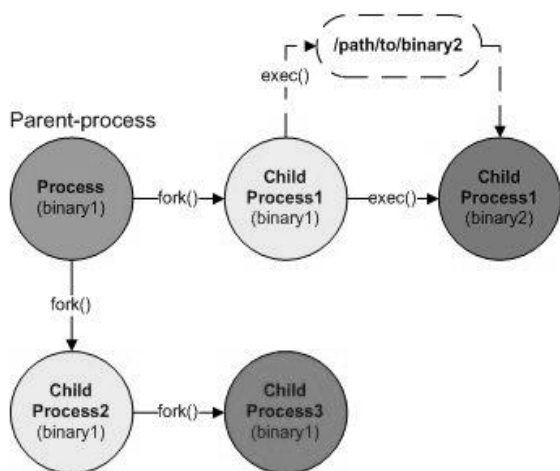 /path/to/binary2
exec()
Parent-process
Process
(binary1)
fork()
Child
Process1
(binary1)
exec()
Child
Process1
(binary2)
fork()
Child
Process2
(binary1)
fork()
Child
Process3
(binary1)